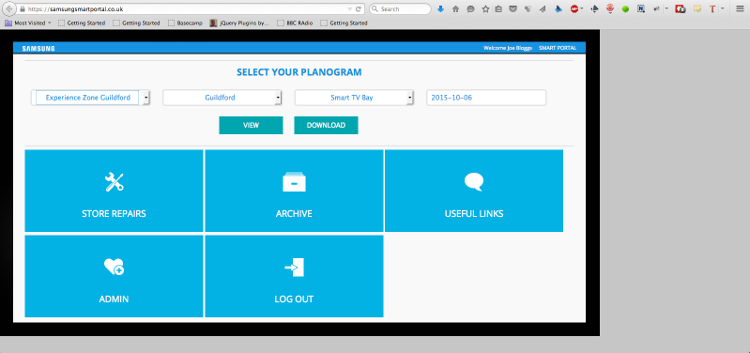 https://samsungsmartportal.co.uk
Search
Most Visited
Getting Started
Getting Started
Basecamp
jQuery Plugins by...
BBC RAdio
Getting Started
SAMSUNG
Welcome Joe Bloggs
SMART PORTAL
SELECT YOUR PLANOGRAM
Experience Zone Guildford
Guildford
Smart TV Bay
2015-10-06
VIEW
DOWNLOAD
STORE REPAIRS
ARCHIVE
USEFUL LINKS
ADMIN
LOG OUT